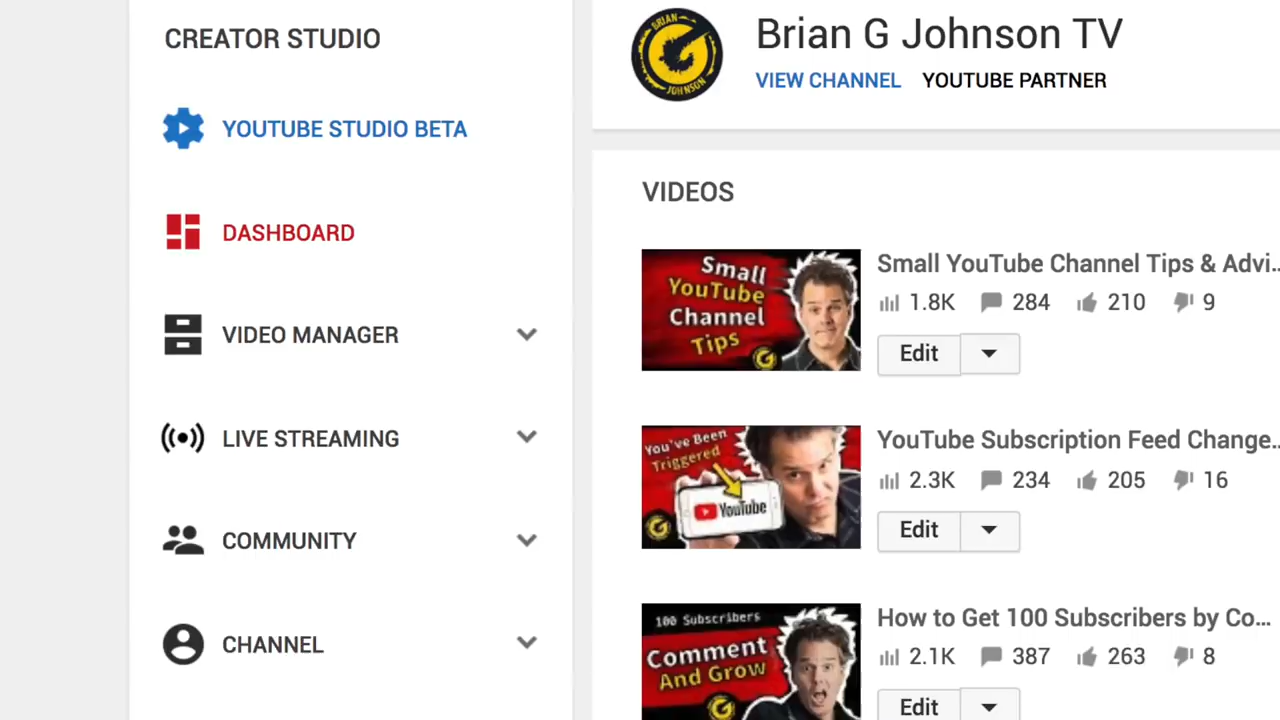 CREATOR STUDIO
YOUTUBE STUDIO BETA
DASHBOARD
VIDEO MANAGER
LIVE STREAMING
COMMUNITY
CHANNEL
BRIAN
JOHNSON
Brian G Johnson TV
VIEW CHANNEL YOUTUBE PARTNER
VIDEOS
Small
YouTube
Channel
Tips
Small YouTube Channel Tips & Advi...
1.8K 284 210 9
Edit
You've Been
Triggered
YouTube
YouTube Subscription Feed Change...
2.3K 234 205 16
Edit
100 Subscribers
Comment
And Grow
How to Get 100 Subscribers by Co...
2.1K 387 263 8
Edit